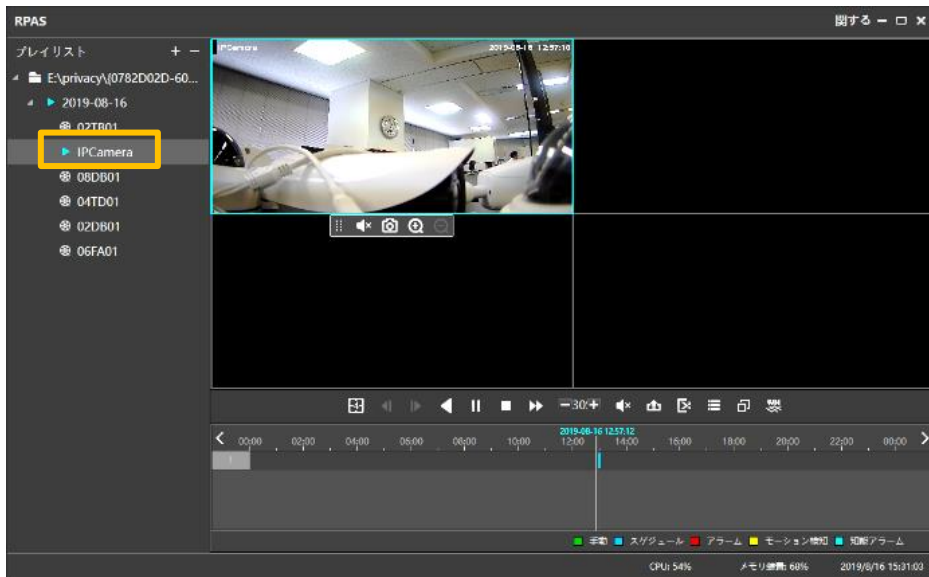 RPAS
関する
プレイリスト + −
E:\privacy\{0782D02D-60...
2019-08-16
02TB01
IPCamera
08DB01
04TD01
02DB01
06FA01
IPCamera 2019-08-16 12:57:10
30
2019-08-16 12:57:12
00:00 02:00 04:00 06:00 08:00 10:00 12:00 14:00 16:00 18:00 20:00 22:00 00:00
1
手動 スケジュール アラーム モーション検知 知能アラーム
CPU: 54% メモリ 68% 2019/8/16 15:31:03